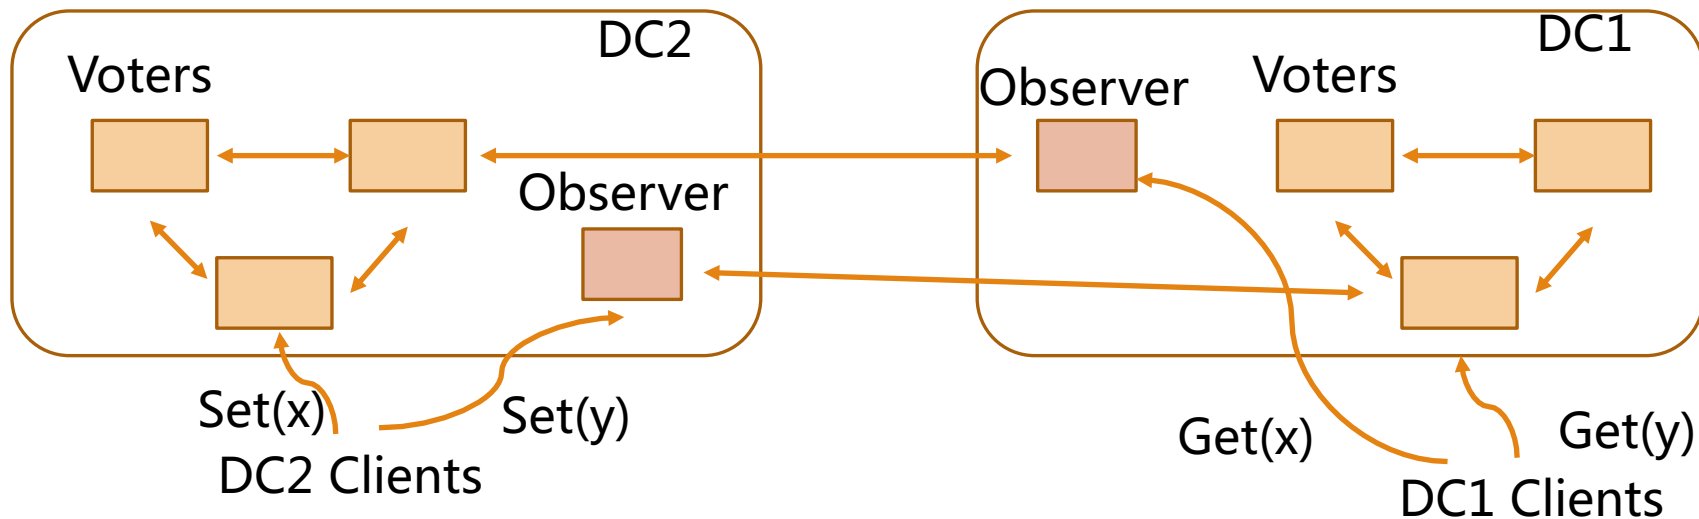 DC2
Voters
Observer
Set(x)
Set(y)
DC2 Clients
DC1
Observer
Voters
Get(x)
Get(y)
DC1 Clients